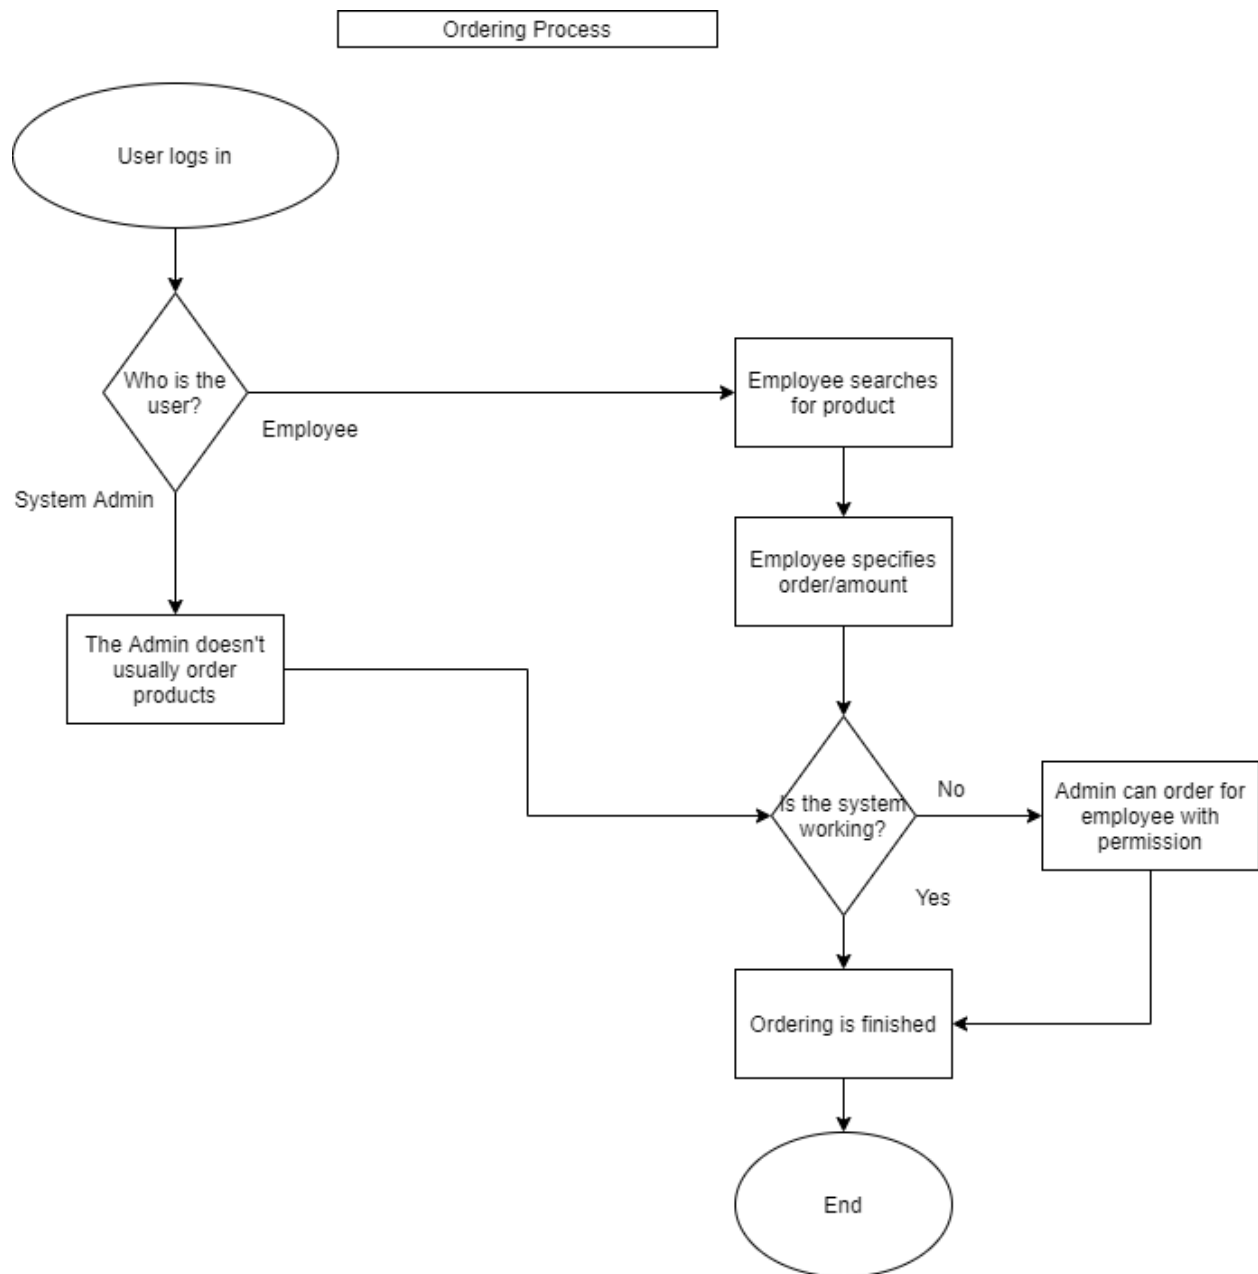 Ordering Process
User logs in
Who is the
user?
Employee
System Admin
Employee searches
for product
Employee specifies
order/amount
The Admin doesn't
usually order
products
Is the system
working?
No
Admin can order for
employee with
permission
Yes
Ordering is finished
End